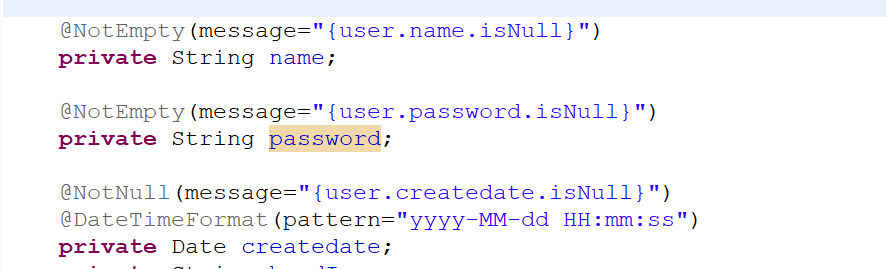 @NotEmpty(message="{user.name.isNull}")
private String name;
@NotEmpty(message="{user.password.isNull}")
private String password;
@NotNull(message="{user.createdate.isNull}")
@DateTimeFormat(pattern="yyyy-MM-dd HH:mm:ss")
private Date createdate;